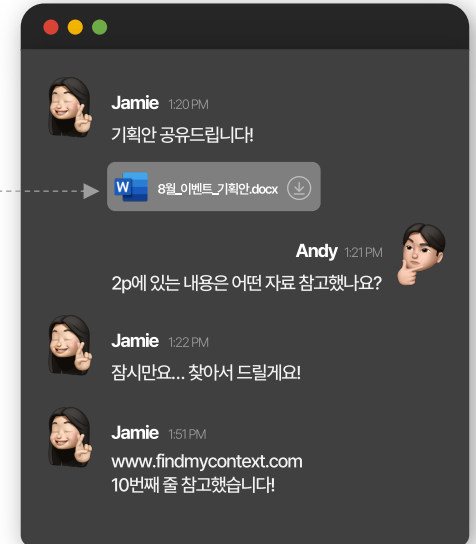 Jamie 1:20 PM
기획안 공유드립니다!
W 8월_이벤트_기획안.docx
Andy 1:21 PM
2p에 있는 내용은 어떤 자료 참고했나요?
Jamie 1:22 PM
잠시만요... 찾아서 드릴게요!
Jamie 1:51 PM
www.findmycontext.com
10번째 줄 참고했습니다!